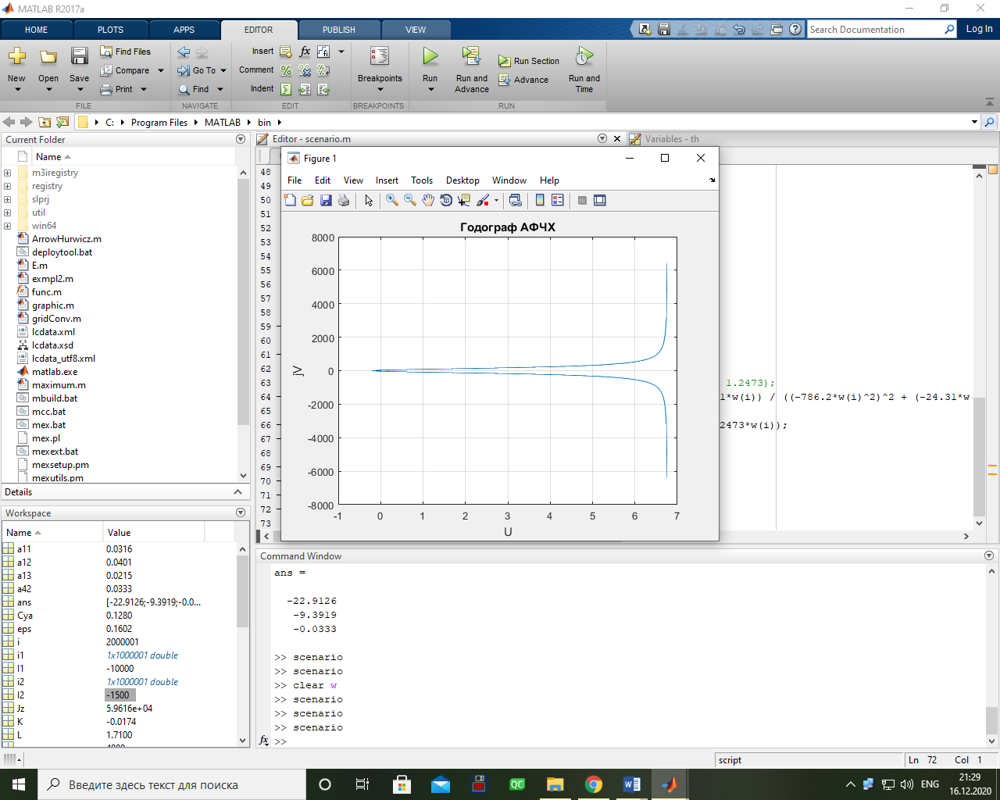 MATLAB R2017a
HOME PLOTS APPS EDITOR PUBLISH VIEW
Search Documentation
Log In
New Open Save
Find Files
Compare
Print
Go To
Find
Insert fx
Comment
Indent
Breakpoints
Run
Run and Advance
Run Section
Advance
Run and Time
FILE NAVIGATE EDIT BREAKPOINTS RUN
C: Program Files MATLAB bin
Current Folder
Name
m3iregistry
registry
slprj
util
win64
ArrowHurwicz.m
deploytool.bat
E.m
exmpl2.m
func.m
graphic.m
gridConv.m
lcdata.xml
lcdata.xsd
lcdata_utf8.xml
matlab.exe
maximum.m
mbuild.bat
mcc.bat
mex.bat
mex.pl
mexext.bat
mexsetup.pm
mexutils.pm
Details
Workspace
Name Value
a11 0.0316
a12 0.0401
a13 0.0215
a42 0.0333
ans [-22.9126;-9.3919;-0.0...
Cya 0.1280
eps 0.1602
i 2000001
i1 1x1000001 double
I1 -10000
i2 1x1000001 double
I2 -1500
Jz 5.9616e+04
K -0.0174
L 1.7100
Editor - scenario.m
Variables - th
48
49
50
51
52
53
54
55
56
57
58
59
60
61
62
63 1.2473);
64 1*w(i)) / ((-786.2*w(i)^2)^2 + (-24.31*w
65
66 2473*w(i));
67
68
69
70
71
72
73
Figure 1
File Edit View Insert Tools Desktop Window Help
Годограф АФЧХ
8000
6000
4000
2000
0
-2000
-4000
-6000
-8000
jV
-1 0 1 2 3 4 5 6 7
U
Command Window
ans =
-22.9126
-9.3919
-0.0333
>> scenario
>> scenario
>> clear w
>> scenario
>> scenario
>> scenario
fx >>
script
Ln 72 Col 1
Введите здесь текст для поиска
QC
ENG
21:29
16.12.2020